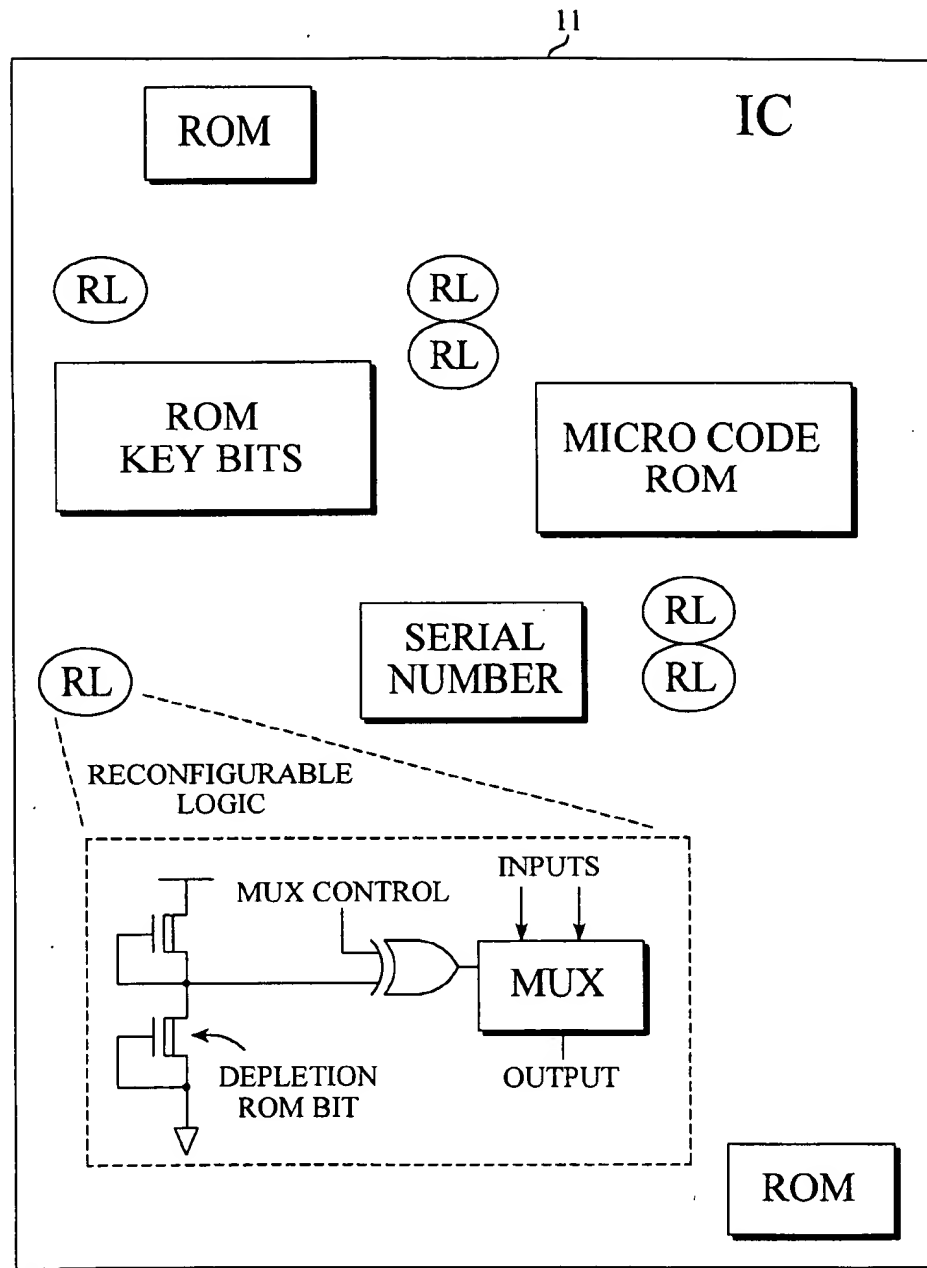 11
IC
ROM
RL
RL
RL
ROM
KEY BITS
MICRO CODE
ROM
SERIAL
NUMBER
RL
RL
RL
RECONFIGURABLE
LOGIC
MUX CONTROL
INPUTS
MUX
DEPLETION
ROM BIT
OUTPUT
ROM